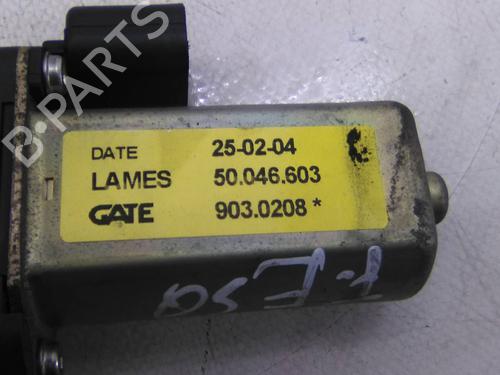 B-PARTS
DATE 25-02-04
LAMES 50.046.603
GATE 903.0208 *